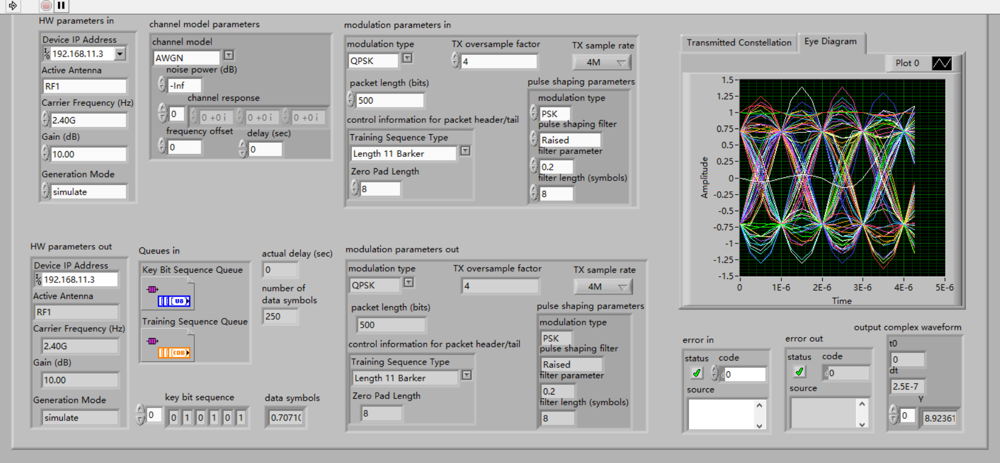 HW parameters in
Device IP Address
192.168.11.3
Active Antenna
RF1
Carrier Frequency (Hz)
2.40G
Gain (dB)
10.00
Generation Mode
simulate
channel model parameters
channel model
AWGN
noise power (dB)
-Inf
channel response
0 0 +0 i 0 +0 i 0 +0 i
frequency offset delay (sec)
0 0
modulation parameters in
modulation type TX oversample factor TX sample rate
QPSK 4 4M
packet length (bits)
500
control information for packet header/tail
Training Sequence Type
Length 11 Barker
Zero Pad Length
8
pulse shaping parameters
modulation type
PSK
pulse shaping filter
Raised
filter parameter
0.2
filter length (symbols)
8
Transmitted Constellation Eye Diagram
Plot 0
Amplitude
1.5
1.25
1
0.75
0.5
0.25
0
-0.25
-0.5
-0.75
-1
-1.25
-1.5
0 1E-6 2E-6 3E-6 4E-6 5E-6
Time
HW parameters out
Device IP Address
192.168.11.3
Active Antenna
RF1
Carrier Frequency (Hz)
2.40G
Gain (dB)
10.00
Generation Mode
simulate
Queues in
Key Bit Sequence Queue
[U8]
Training Sequence Queue
[CDB]
actual delay (sec)
0
number of
data symbols
250
key bit sequence
0 0 1 0 1 0 1
data symbols
0.7071(
modulation parameters out
modulation type TX oversample factor TX sample rate
QPSK 4 4M
packet length (bits)
500
control information for packet header/tail
Training Sequence Type
Length 11 Barker
Zero Pad Length
8
pulse shaping parameters
modulation type
PSK
pulse shaping filter
Raised
filter parameter
0.2
filter length (symbols)
8
error in
status code
d0
source
error out
status code
d0
source
output complex waveform
t0
0
dt
2.5E-7
Y
0 8.92361